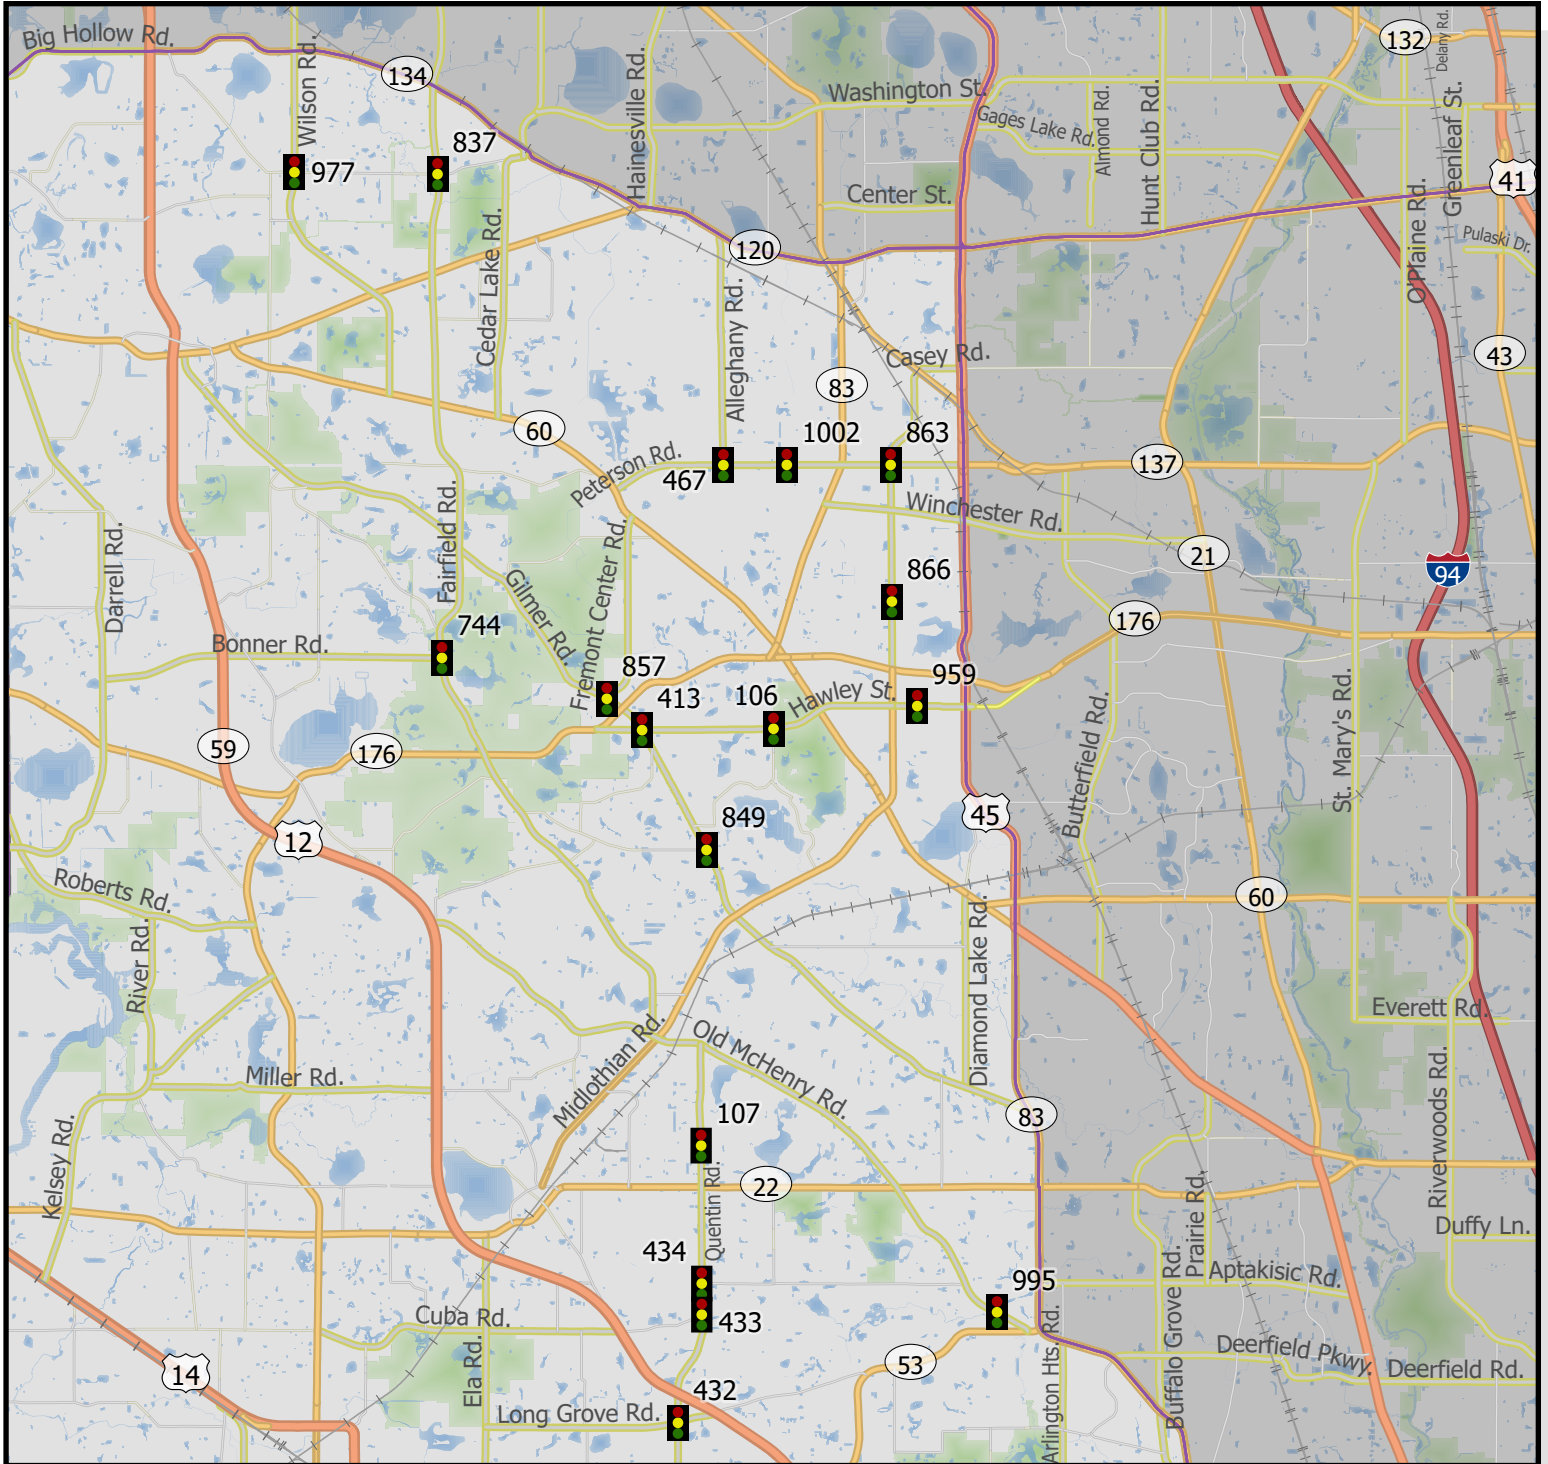 Big Hollow Rd.
Wilson Rd.
134
837
977
Hainesville Rd.
Washington St.
Gages Lake Rd.
Almond Rd.
Hunt Club Rd.
132
Delany Rd.
Greenleaf St.
41
Center St.
O'Plaine Rd.
Pulaski Dr.
120
Cedar Lake Rd.
Alleghany Rd.
83
Casey Rd.
43
60
1002
863
467
Peterson Rd.
137
Winchester Rd.
21
94
Darrell Rd.
Fairfield Rd.
Gilmer Rd.
Fremont Center Rd.
866
176
744
Bonner Rd.
857
413
106
Hawley St.
959
59
176
Butterfield Rd.
St. Mary's Rd.
12
849
45
60
Roberts Rd.
River Rd.
Diamond Lake Rd.
Everett Rd.
Midlothian Rd.
Old McHenry Rd.
Miller Rd.
107
83
Kelsey Rd.
22
Quentin Rd.
Riverwoods Rd.
Prairie Rd.
Duffy Ln.
434
433
995
Aptakisic Rd.
Cuba Rd.
Ela Rd.
14
53
Arlington Hts. Rd.
Buffalo Grove Rd.
Deerfield Pkwy.
Deerfield Rd.
432
Long Grove Rd.